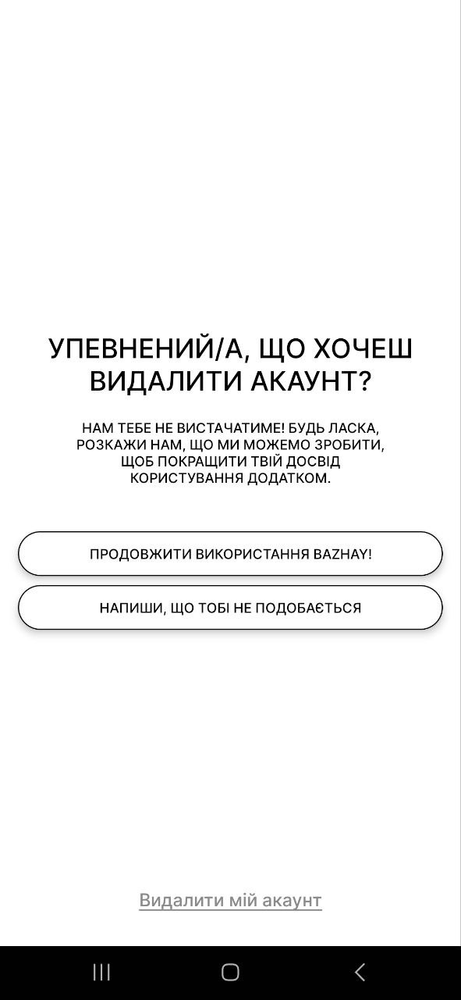 УПЕВНЕНИЙ/А, ЩО ХОЧЕШ
ВИДАЛИТИ АКАУНТ?
НАМ ТЕБЕ НЕ ВИСТАЧАТИМЕ! БУДЬ ЛАСКА,
РОЗКАЖИ НАМ, ЩО МИ МОЖЕМО ЗРОБИТИ,
ЩОБ ПОКРАЩИТИ ТВІЙ ДОСВІД
КОРИСТУВАННЯ ДОДАТКОМ.
ПРОДОВЖИТИ ВИКОРИСТАННЯ BAZHAY!
НАПИШИ, ЩО ТОБІ НЕ ПОДОБАЄТЬСЯ
Видалити мій акаунт